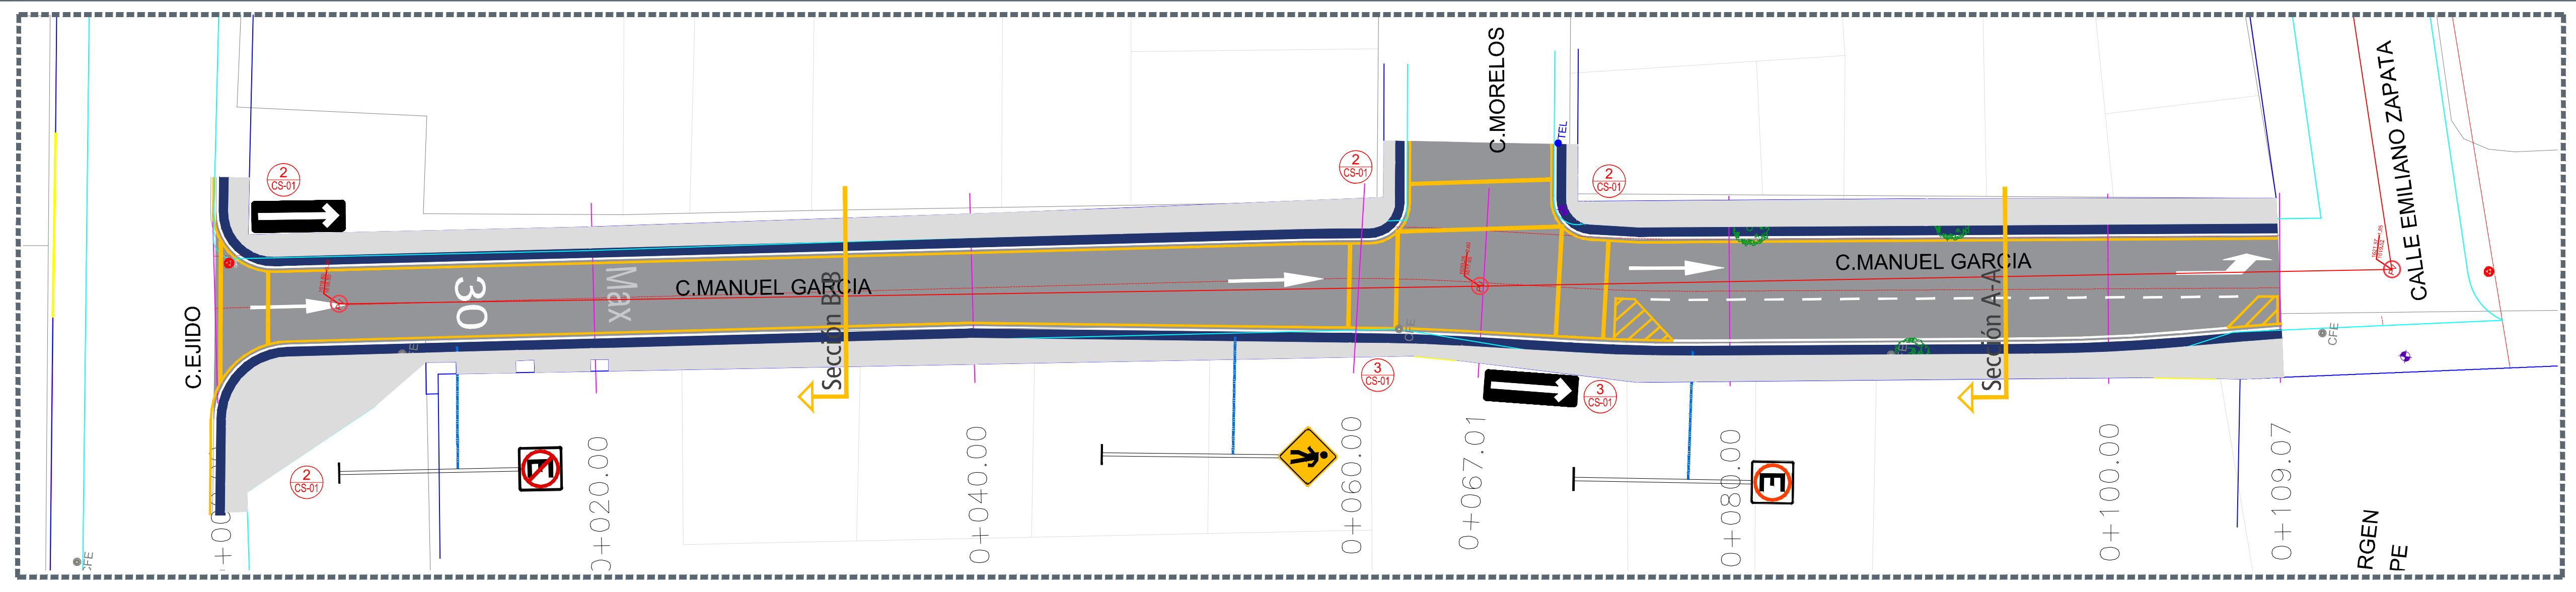 C.MORELOS
CALLE EMILIANO ZAPATA
TEL
2
CS-01
2
CS-01
2
CS-01
C.EJIDO
30
Max
C.MANUEL GARCIA
C.MANUEL GARCIA
Sección B-B
Sección A-A
CFE
CFE
CFE
3
CS-01
3
CS-01
2
CS-01
E
E
0+020.00
0+040.00
0+060.00
0+067.01
0+080.00
0+100.00
0+109.07
RGEN
PE